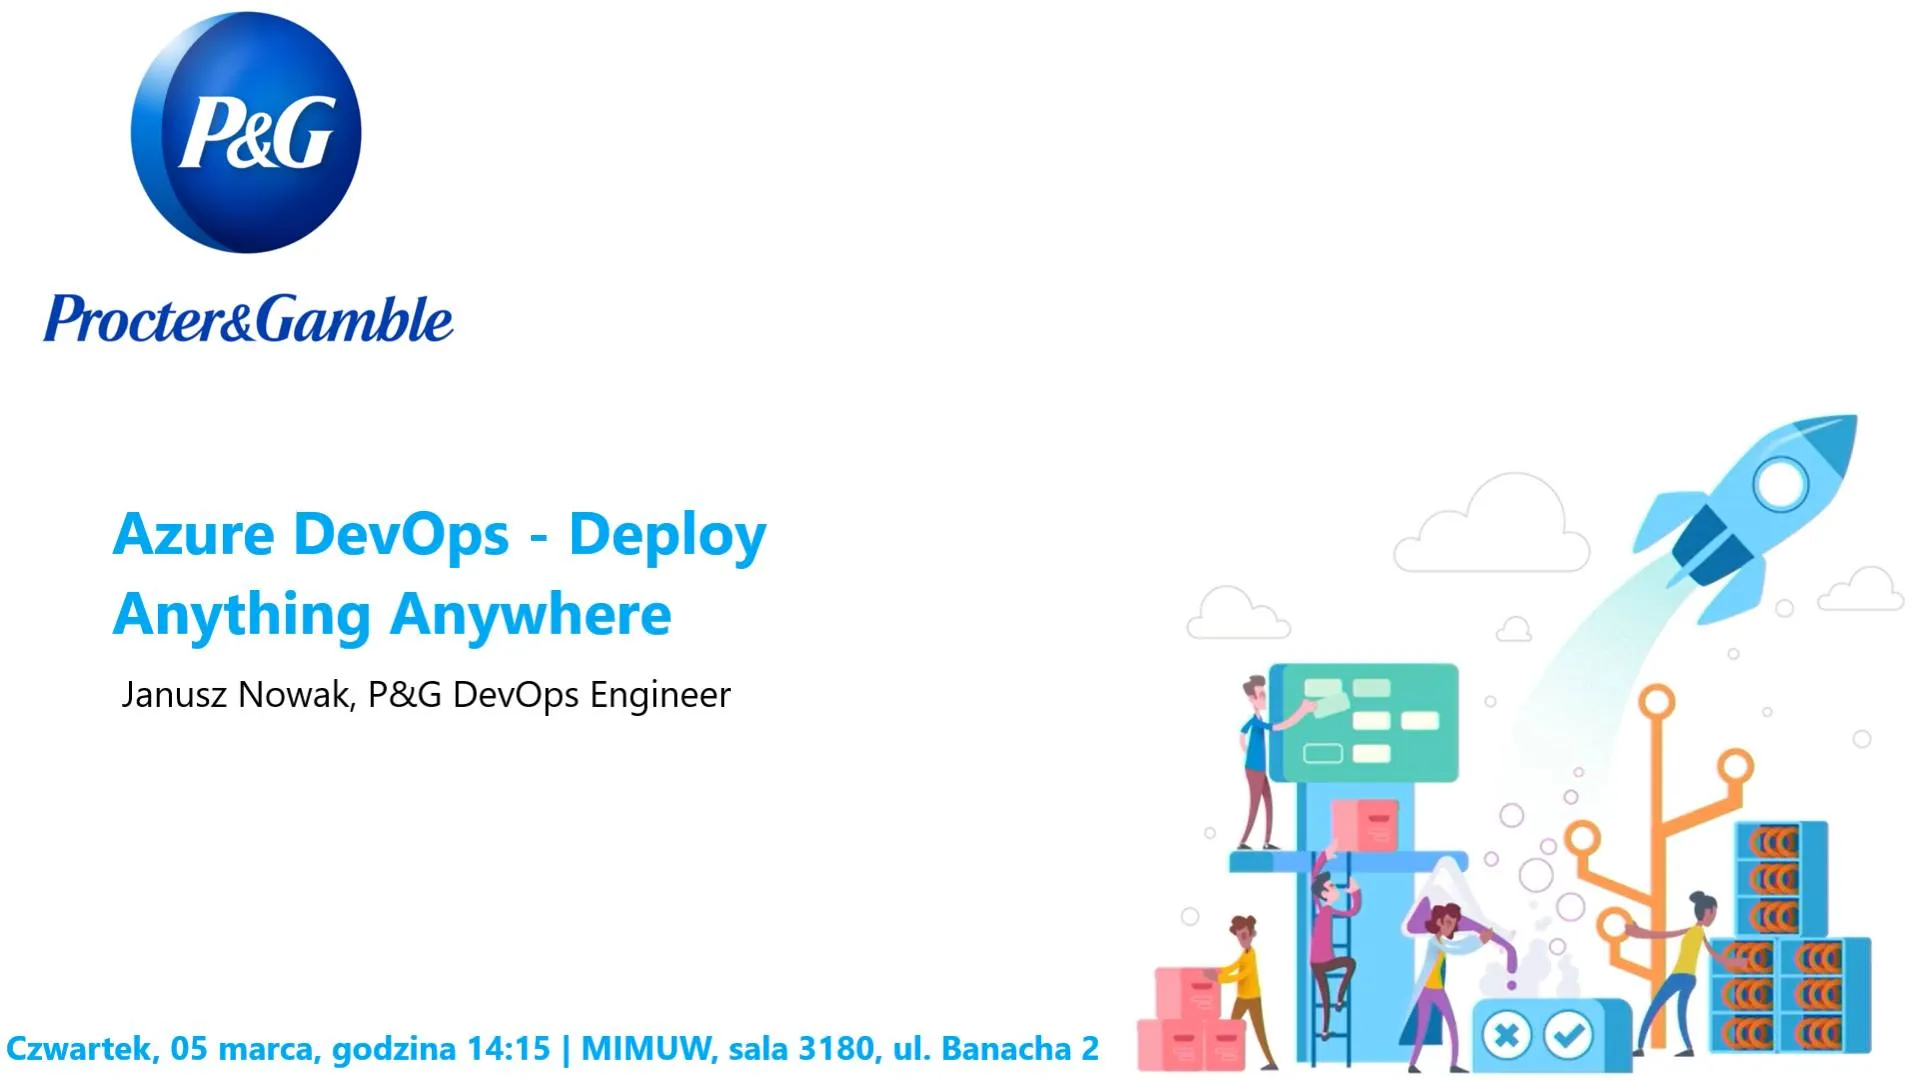 P&G
Procter&Gamble
Azure DevOps - Deploy
Anything Anywhere
Janusz Nowak, P&G DevOps Engineer
Czwartek, 05 marca, godzina 14:15 | MIMUW, sala 3180, ul. Banacha 2